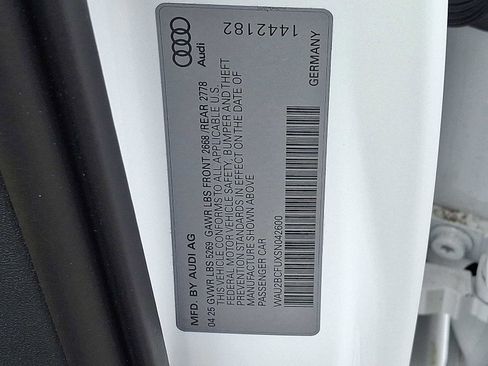 Audi
1442182
MFD. BY AUDI AG
GERMANY
04/25 GVWR LBS 5269 GAWR LBS FRONT 2668 /REAR 2778
THIS VEHICLE CONFORMS TO ALL APPLICABLE U.S.
FEDERAL MOTOR VEHICLE SAFETY, BUMPER AND THEFT
PREVENTION STANDARDS IN EFFECT ON THE DATE OF
MANUFACTURE SHOWN ABOVE
PASSENGER CAR
WAU2BCFUXSN042600